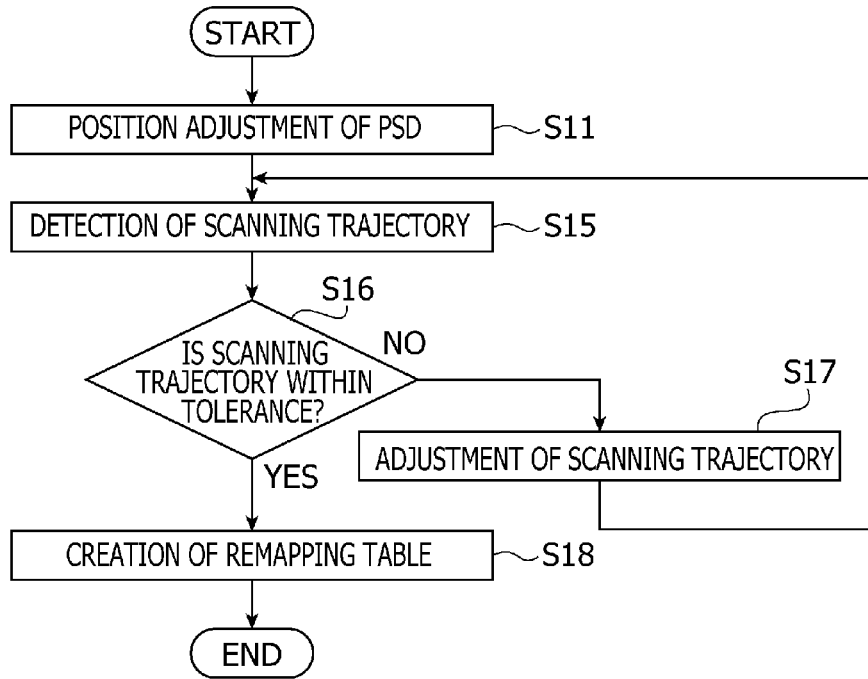 START
POSITION ADJUSTMENT OF PSD
S11
DETECTION OF SCANNING TRAJECTORY
S15
S16
IS SCANNING
TRAJECTORY WITHIN
TOLERANCE?
NO
S17
ADJUSTMENT OF SCANNING TRAJECTORY
YES
CREATION OF REMAPPING TABLE
S18
END